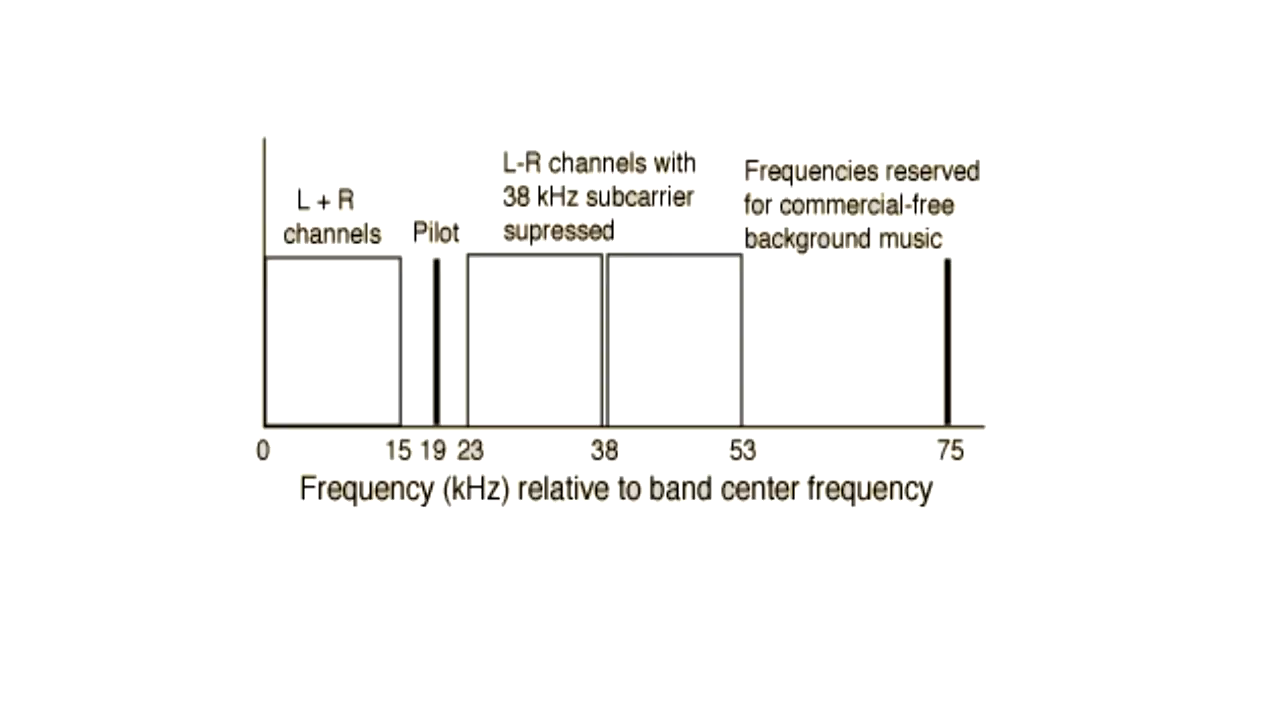 L + R
channels
Pilot
L-R channels with
38 kHz subcarrier
supressed
Frequencies reserved
for commercial-free
background music
0 15 19 23 38 53 75
Frequency (kHz) relative to band center frequency